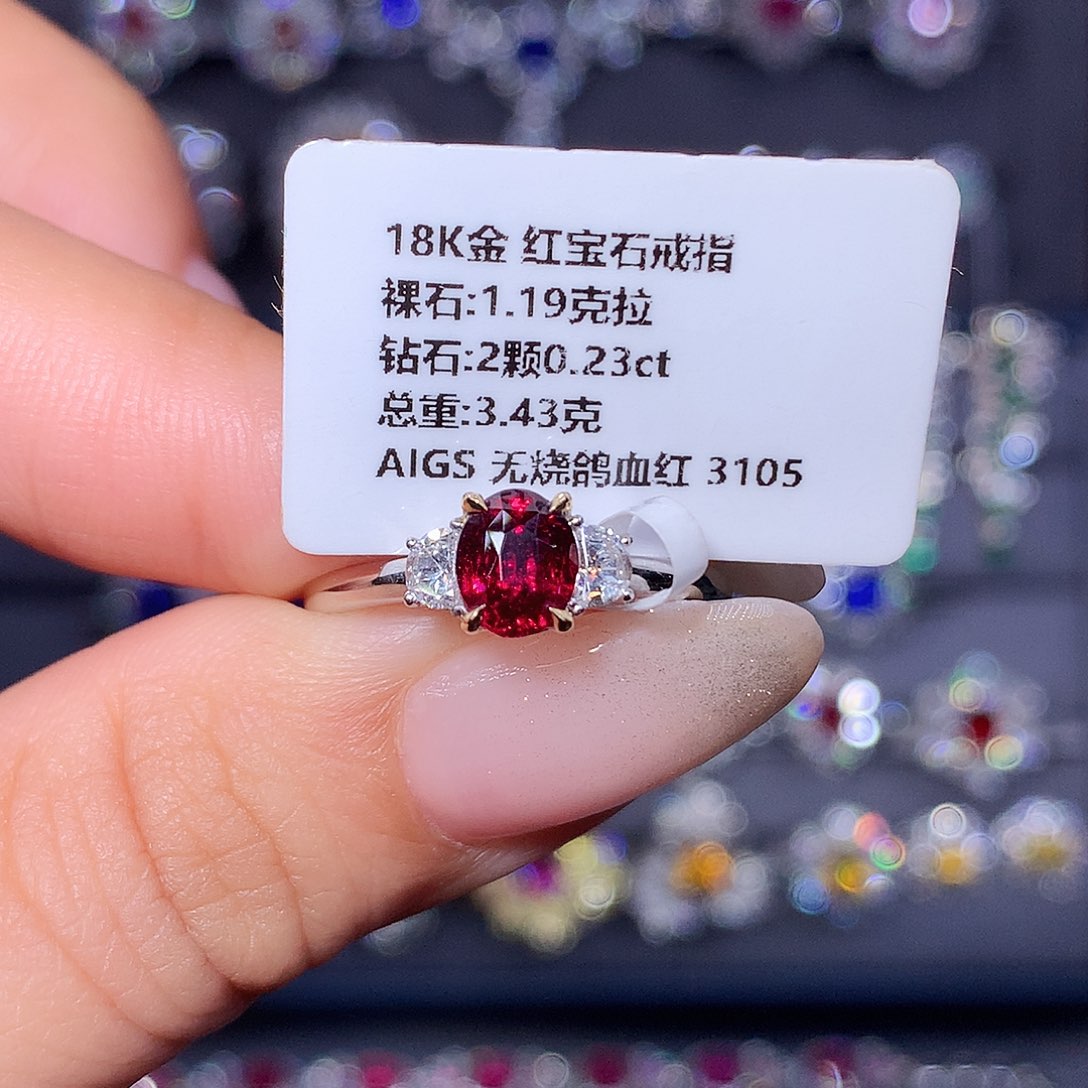 18K金 红宝石戒指
裸石:1.19克拉
钻石:2颗0.23ct
总重:3.43克
AIGS 无烧鸽血红 3105